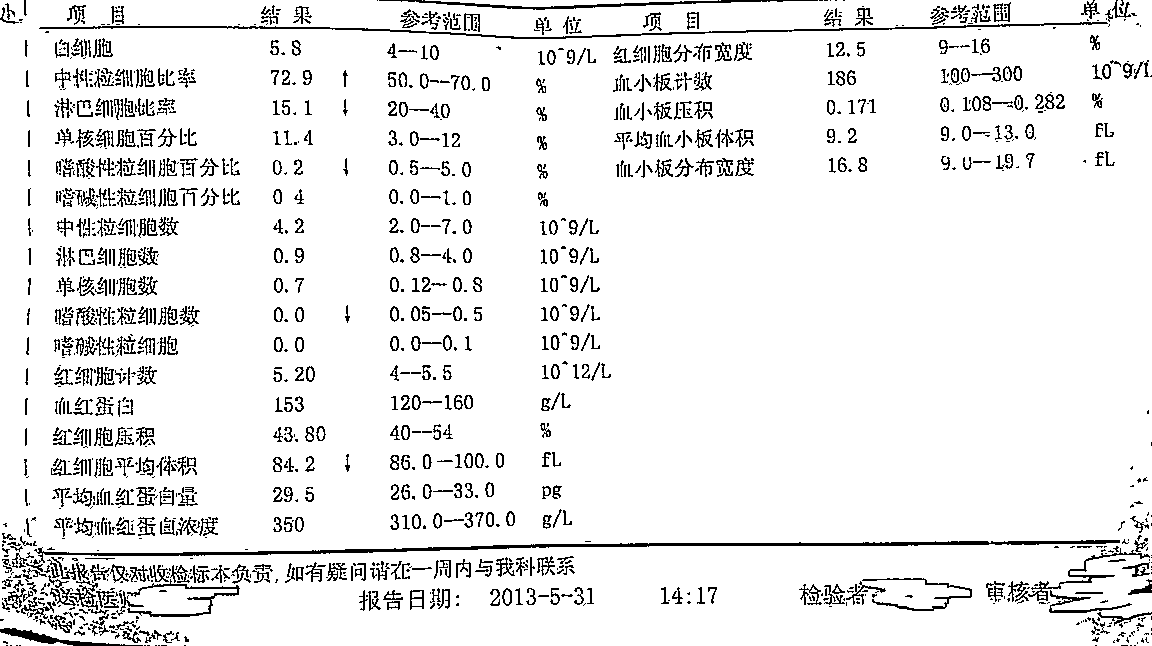 项 目 结 果 参考范围 单 位 项 目 结 果 参考范围 单 位
白细胞 5.8 4--10 10^9/L 红细胞分布宽度 12.5 9--16 %
中性粒细胞比率 72.9 ↑ 50.0--70.0 % 血小板计数 186 100--300 10^9/L
淋巴细胞比率 15.1 ↓ 20--40 % 血小板压积 0.171 0.108--0.282 %
单核细胞百分比 11.4 3.0--12 % 平均血小板体积 9.2 9.0--13.0 fL
嗜酸性粒细胞百分比 0.2 ↓ 0.5--5.0 % 血小板分布宽度 16.8 9.0--19.7 fL
嗜碱性粒细胞百分比 0 4 0.0--1.0 %
中性粒细胞数 4.2 2.0--7.0 10^9/L
淋巴细胞数 0.9 0.8--4.0 10^9/L
单核细胞数 0.7 0.12--0.8 10^9/L
嗜酸性粒细胞数 0.0 ↓ 0.05--0.5 10^9/L
嗜碱性粒细胞 0.0 0.0--0.1 10^9/L
红细胞计数 5.20 4--5.5 10^12/L
血红蛋白 153 120--160 g/L
红细胞压积 43.80 40--54 %
红细胞平均体积 84.2 ↓ 86.0--100.0 fL
平均血红蛋白量 29.5 26.0--33.0 pg
平均血红蛋白浓度 350 310.0--370.0 g/L
此报告仅对收检标本负责,如有疑问请在一周内与我科联系
报告日期: 2013-5-31 14:17 检验者 审核者